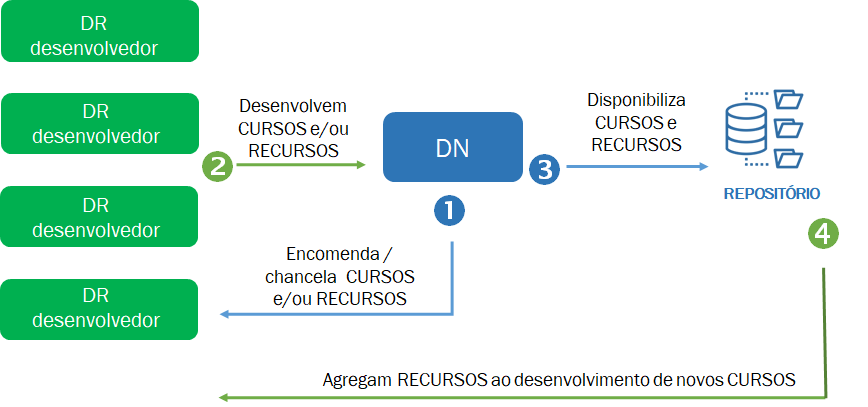 DR
desenvolvedor
DR
desenvolvedor
DR
desenvolvedor
DR
desenvolvedor
Desenvolvem
CURSOS e/ou
RECURSOS
2
DN
1
3
Disponibiliza
CURSOS e
RECURSOS
REPOSITÓRIO
4
Encomenda /
chancela CURSOS
e/ou RECURSOS
Agregam RECURSOS ao desenvolvimento de novos CURSOS